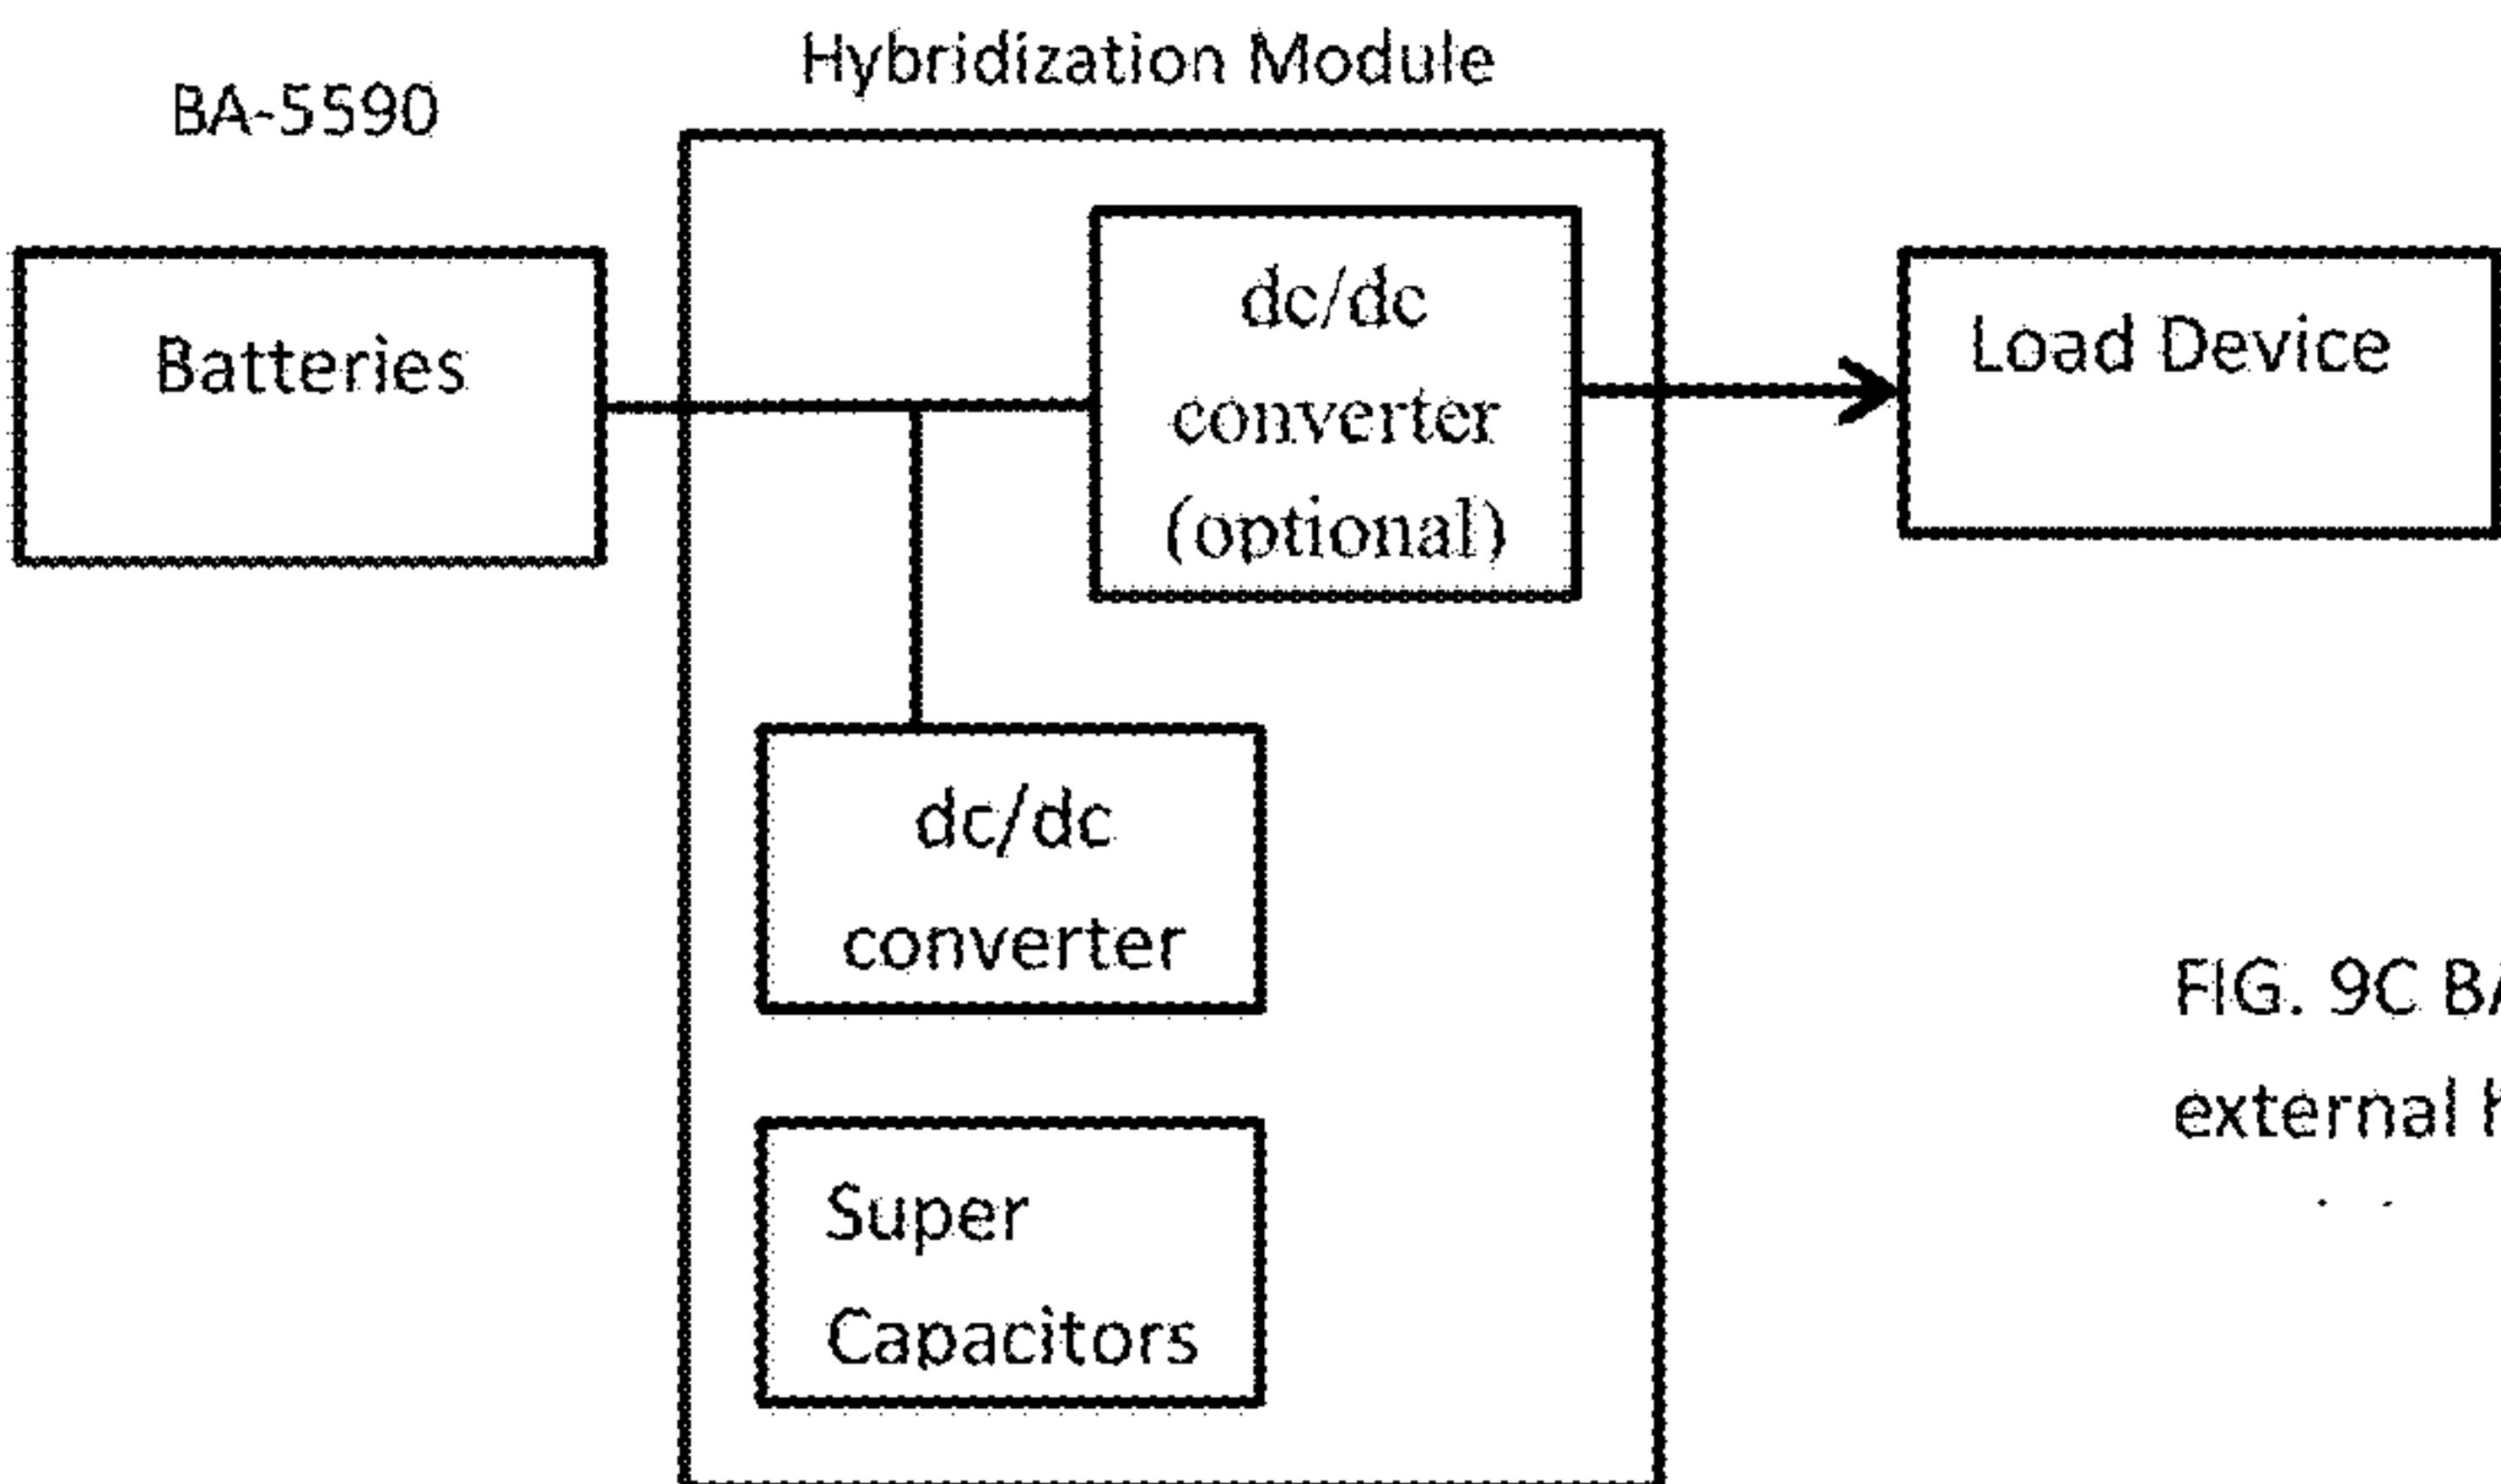 Hybridization Module
BA-5590
Batteries
dc/dc
converter
(optional)
Load Device
dc/dc
converter
Super
Capacitors
FIG. 9C
external